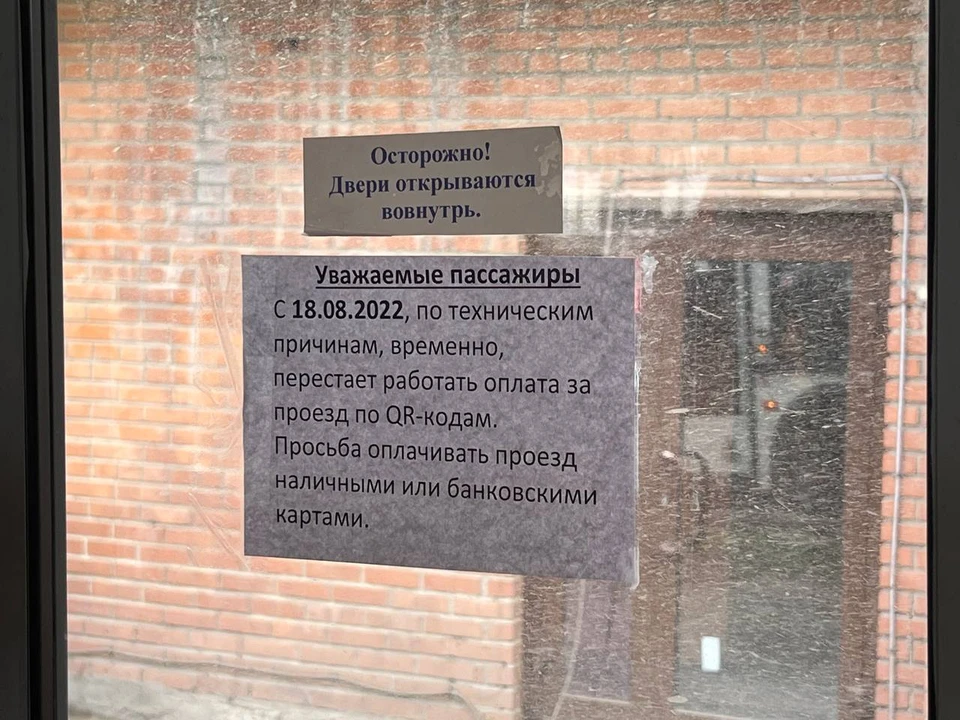 Осторожно!
Двери открываются
вовнутрь.
Уважаемые пассажиры
С 18.08.2022, по техническим
причинам, временно,
перестает работать оплата за
проезд по QR-кодам.
Просьба оплачивать проезд
наличными или банковскими
картами.